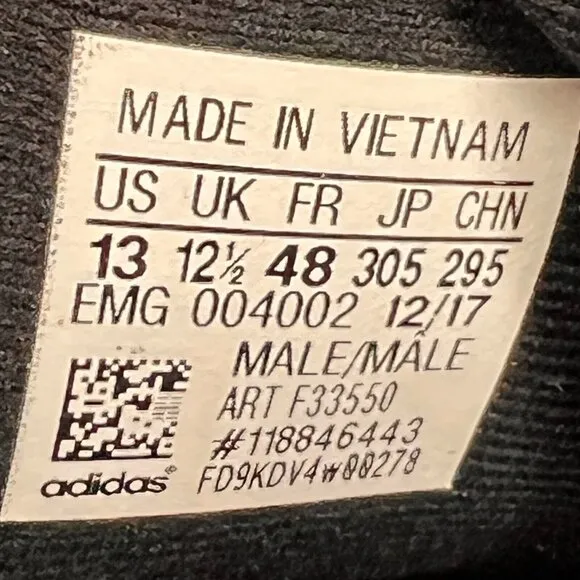 MADE IN VIETNAM
US UK FR JP CHN
13 12½ 48 305 295
EMG 004002 12/17
MALE/MÂLE
ART F33550
#118846443
adidas®